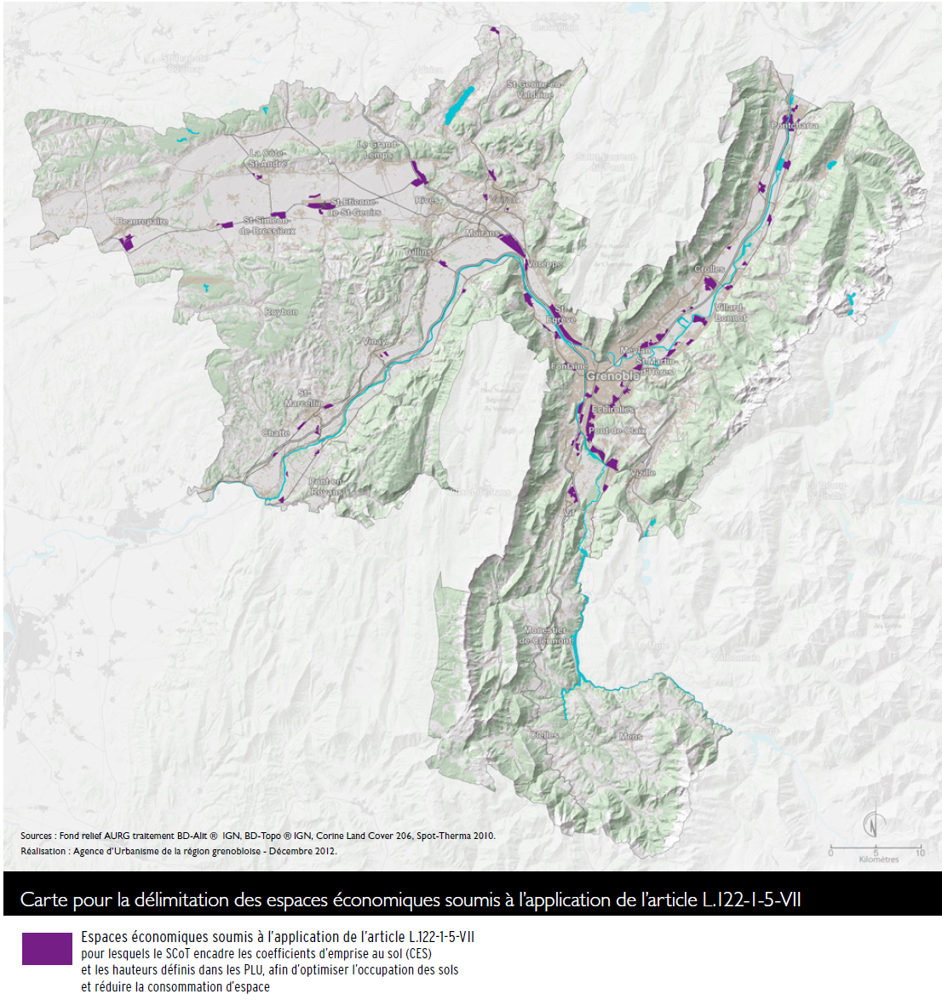 St-Geoire-en-
Valdaine
Pontcharra
Le Grand-
Lemps
La Côte-
St-André
Rives
Voiron
St-Etienne-
de-St-Geoirs
Beaurepaire
St-Siméon-
de-Bressieux
Moirans
Tullins
Voreppe
Crolles
Roybon
St-
Egrève
Villard-
Bonnot
Vinay
Meylan
Fontaine
St-Martin-
d'Hères
Grenoble
St-
Marcellin
Echirolles
Chatte
Pont-de-Claix
Vizille
Pont-en-
Royans
Vif
Monestier-
de-Clermont
Valbonnais
Clelles
Mens
Sources : Fond relief AURG traitement BD-Alit ® IGN, BD-Topo ® IGN, Corine Land Cover 206, Spot-Therma 2010.
Réalisation : Agence d'Urbanisme de la région grenobloise - Décembre 2012.
0 5 10
Kilomètres
Carte pour la délimitation des espaces économiques soumis à l'application de l'article L.122-1-5-VII
Espaces économiques soumis à l'application de l'article L.122-1-5-VII
pour lesquels le SCoT encadre les coefficients d'emprise au sol (CES)
et les hauteurs définis dans les PLU, afin d'optimiser l'occupation des sols
et réduire la consommation d'espace